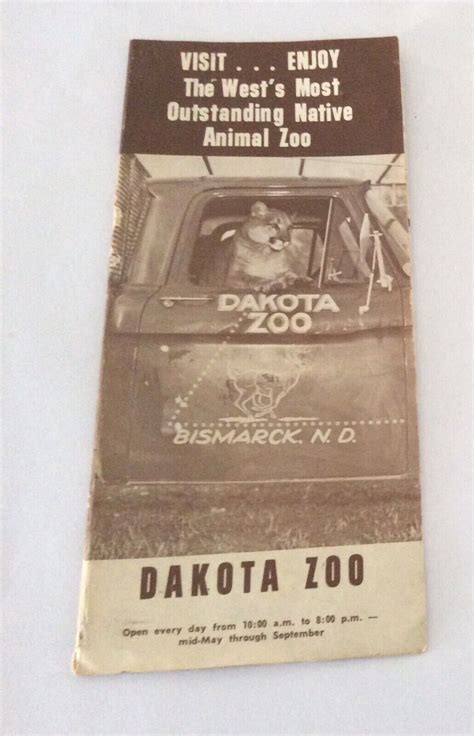 VISIT . . . ENJOY
The West's Most
Outstanding Native
Animal Zoo
DAKOTA
ZOO
BISMARCK, N.D.
DAKOTA ZOO
Open every day from 10:00 a.m. to 8:00 p.m. —
mid-May through September